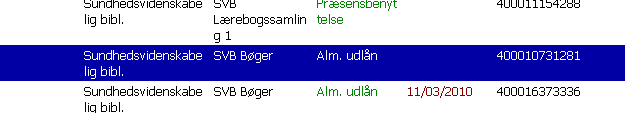 Sundhedsvidenskabe SVB Præsensbenyt 400011154288
lig bibl. Lærebogssamlin telse
g 1
Sundhedsvidenskabe SVB Bøger Alm. udlån 400010731281
lig bibl.
Sundhedsvidenskabe SVB Bøger Alm. udlån 11/03/2010 400016373336
lig bibl.